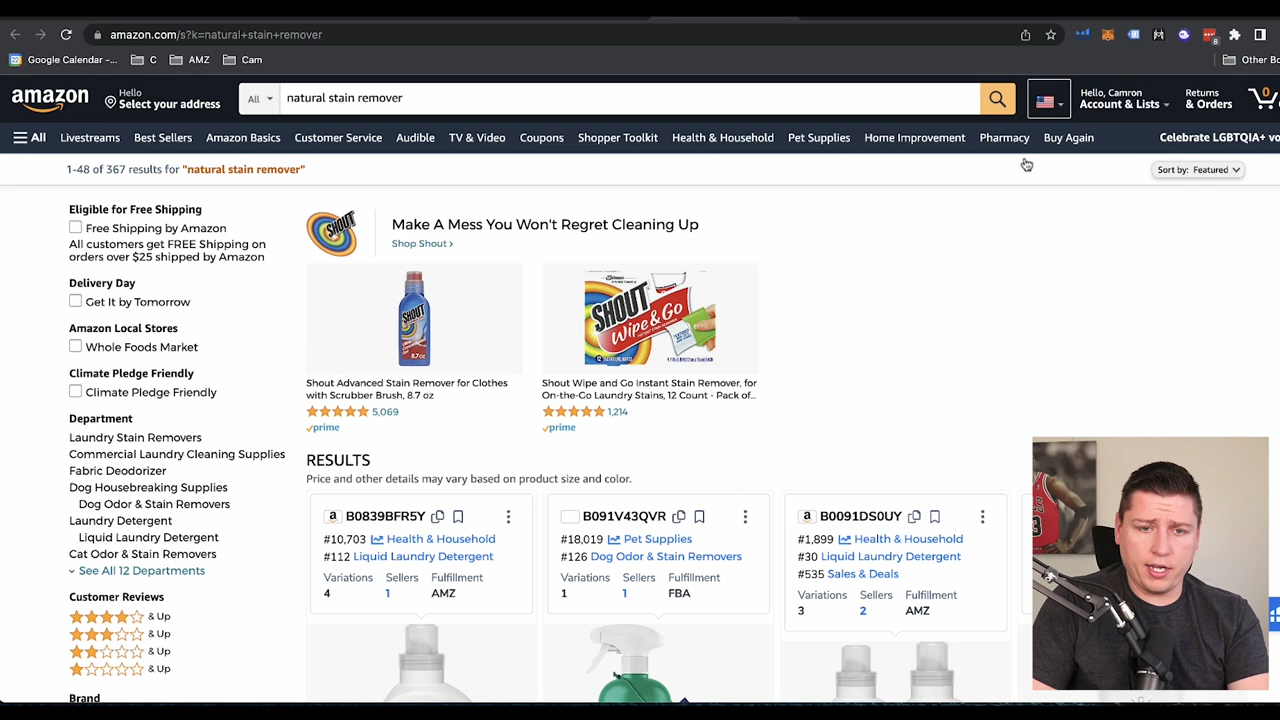 amazon.com/s?k=natural+stain+remover
8
Google Calendar -...
C
AMZ
Cam
Other Bo
amazon
Hello
Select your address
All
natural stain remover
Hello, Camron
Account & Lists
Returns
& Orders
0
All
Livestreams
Best Sellers
Amazon Basics
Customer Service
Audible
TV & Video
Coupons
Shopper Toolkit
Health & Household
Pet Supplies
Home Improvement
Pharmacy
Buy Again
Celebrate LGBTQIA+ vo
1-48 of 367 results for "natural stain remover"
Sort by: Featured
Eligible for Free Shipping
Free Shipping by Amazon
All customers get FREE Shipping on
orders over $25 shipped by Amazon
Delivery Day
Get It by Tomorrow
Amazon Local Stores
Whole Foods Market
Climate Pledge Friendly
Climate Pledge Friendly
Department
Laundry Stain Removers
Commercial Laundry Cleaning Supplies
Fabric Deodorizer
Dog Housebreaking Supplies
Dog Odor & Stain Removers
Laundry Detergent
Liquid Laundry Detergent
Cat Odor & Stain Removers
See All 12 Departments
Customer Reviews
& Up
& Up
& Up
& Up
Brand
SHOUT
Make A Mess You Won't Regret Cleaning Up
Shop Shout ›
SHOUT
8.7oz
SHOUT
Wipe & Go
Shout Advanced Stain Remover for Clothes
with Scrubber Brush, 8.7 oz
5,069
prime
Shout Wipe and Go Instant Stain Remover, for
On-the-Go Laundry Stains, 12 Count - Pack of...
1,214
prime
RESULTS
Price and other details may vary based on product size and color.
a B0839BFR5Y
#10,703 Health & Household
#112 Liquid Laundry Detergent
Variations Sellers Fulfillment
4 1 AMZ
B091V43QVR
#18,019 Pet Supplies
#126 Dog Odor & Stain Removers
Variations Sellers Fulfillment
1 1 FBA
a B0091DS0UY
#1,899 Health & Household
#30 Liquid Laundry Detergent
#535 Sales & Deals
Variations Sellers Fulfillment
3 2 AMZ